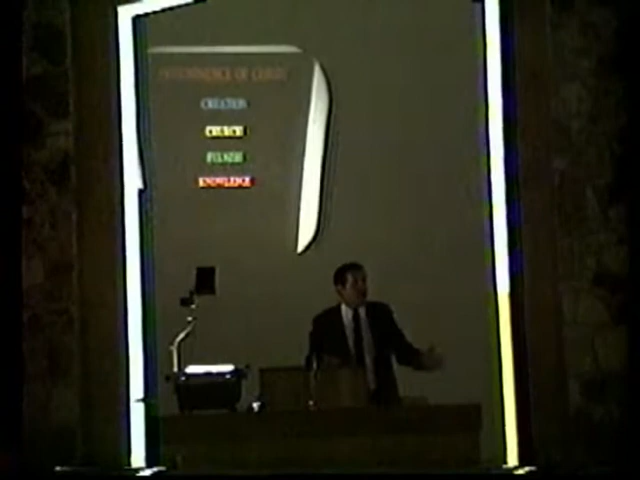 PREEMINENCE OF CHRIST
CREATION
CHURCH
FULNESS
KNOWLEDGE